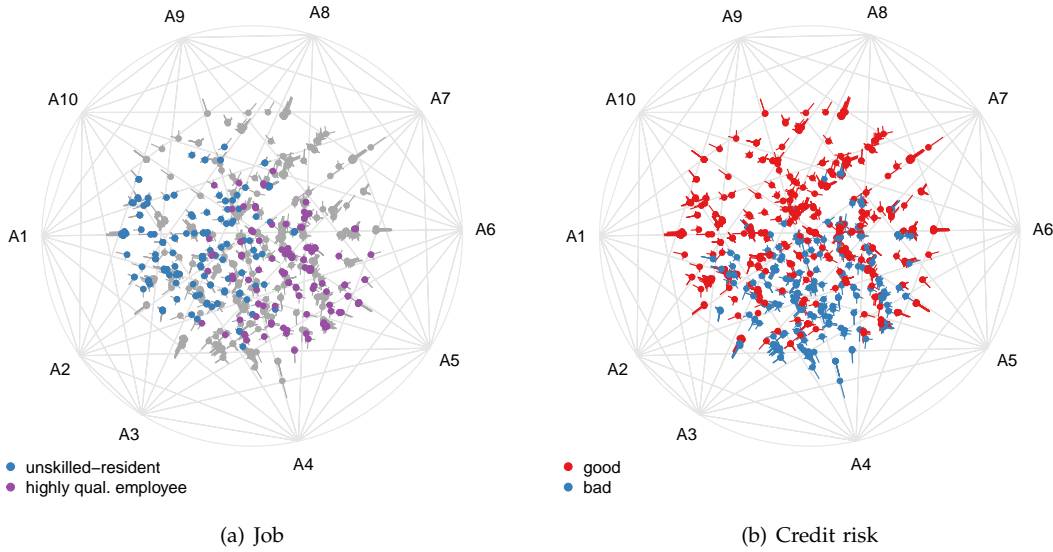 A9
A8
A10
A7
A1
A6
A2
A5
A3
A4
unskilled−resident
highly qual. employee
(a) Job
A9
A8
A10
A7
A1
A6
A2
A5
A3
A4
good
bad
(b) Credit risk